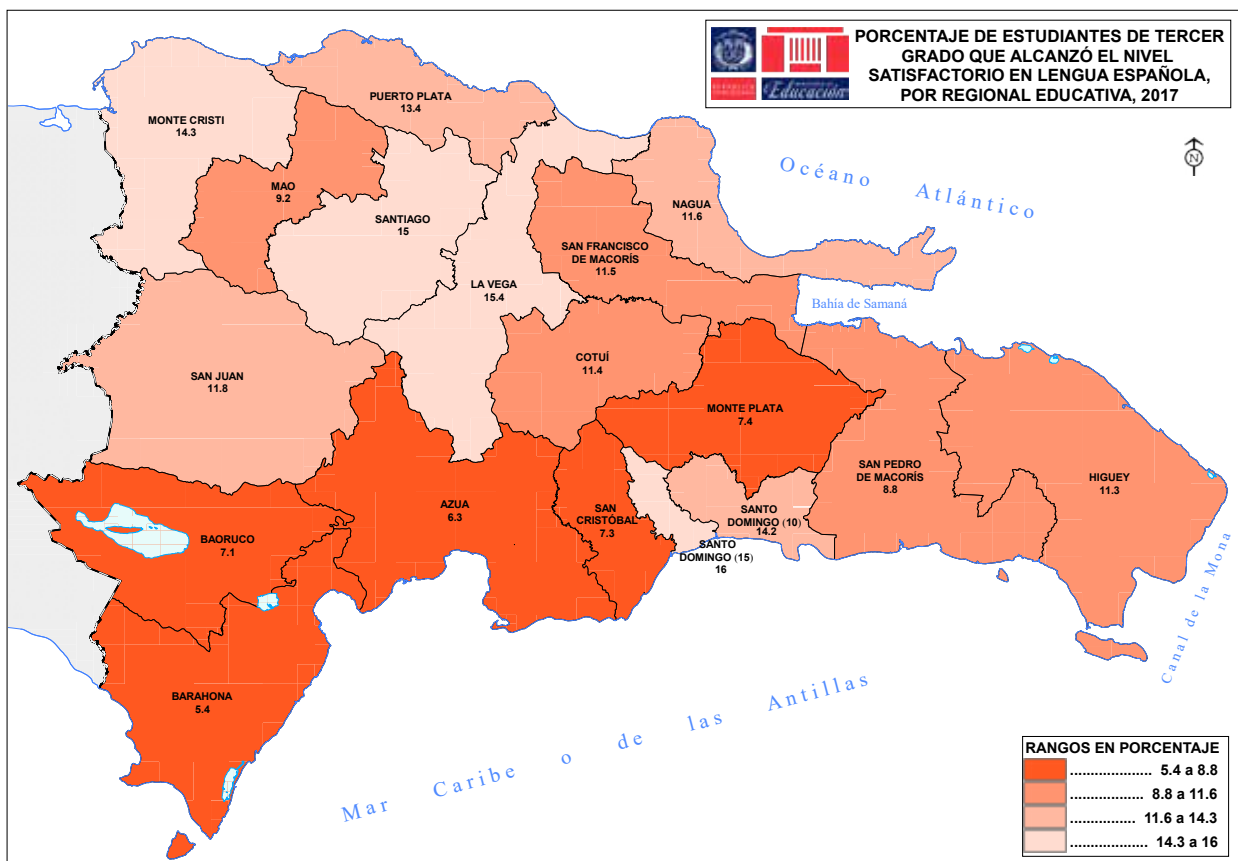 PORCENTAJE DE ESTUDIANTES DE TERCER
GRADO QUE ALCANZÓ EL NIVEL
SATISFACTORIO EN LENGUA ESPAÑOLA,
POR REGIONAL EDUCATIVA, 2017
Educación
N
PUERTO PLATA
13.4
MONTE CRISTI
14.3
MAO
9.2
SANTIAGO
15
NAGUA
11.6
SAN FRANCISCO
DE MACORÍS
11.5
LA VEGA
15.4
Océano Atlántico
Bahía de Samaná
COTUÍ
11.4
SAN JUAN
11.8
MONTE PLATA
7.4
SAN PEDRO
DE MACORÍS
8.8
HIGUEY
11.3
AZUA
6.3
SAN
CRISTÓBAL
7.3
SANTO
DOMINGO (10)
14.2
SANTO
DOMINGO (15)
16
BAORUCO
7.1
BARAHONA
5.4
Canal de la Mona
Mar Caribe o de las Antillas
RANGOS EN PORCENTAJE
.................... 5.4 a 8.8
.................. 8.8 a 11.6
................ 11.6 a 14.3
.................. 14.3 a 16